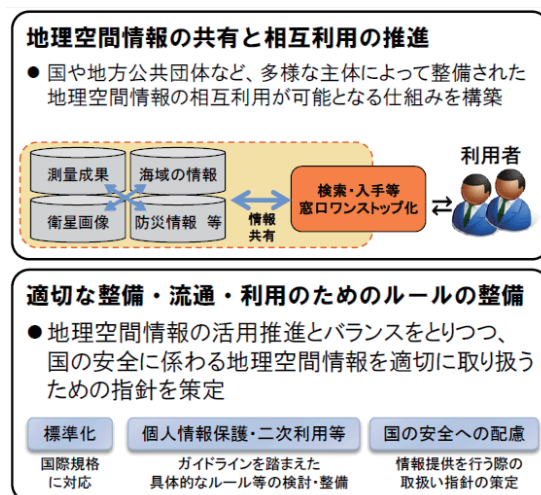 地理空間情報の共有と相互利用の推進
● 国や地方公共団体など、多様な主体によって整備された
地理空間情報の相互利用が可能となる仕組みを構築
測量成果
海域の情報
衛星画像
防災情報 等
情報
共有
検索・入手等
窓口ワンストップ化
利用者
適切な整備・流通・利用のためのルールの整備
●地理空間情報の活用推進とバランスをとりつつ、
国の安全に係わる地理空間情報を適切に取り扱う
ための指針を策定
標準化
国際規格
に対応
個人情報保護・二次利用等
ガイドラインを踏まえた
具体的なルール等の検討・整備
国の安全への配慮
情報提供を行う際の
取扱い指針の策定